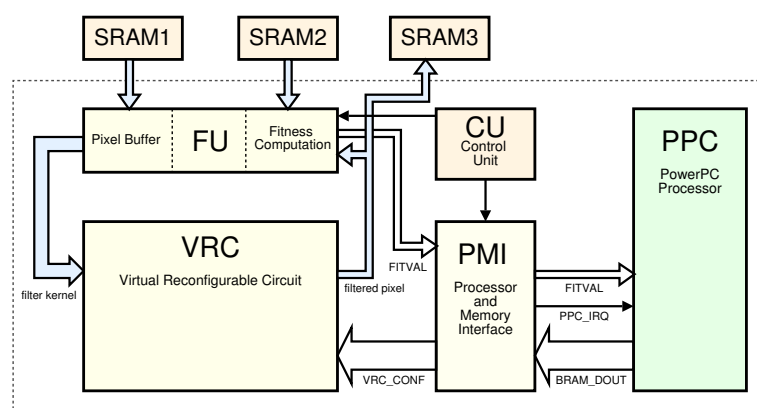 SRAM1
SRAM2
SRAM3
Pixel Buffer
FU
Fitness
Computation
CU
Control
Unit
PPC
PowerPC
Processor
VRC
Virtual Reconfigurable Circuit
FITVAL
PMI
Processor
and
Memory
Interface
FITVAL
filter kernel
filtered pixel
PPC_IRQ
VRC_CONF
BRAM_DOUT